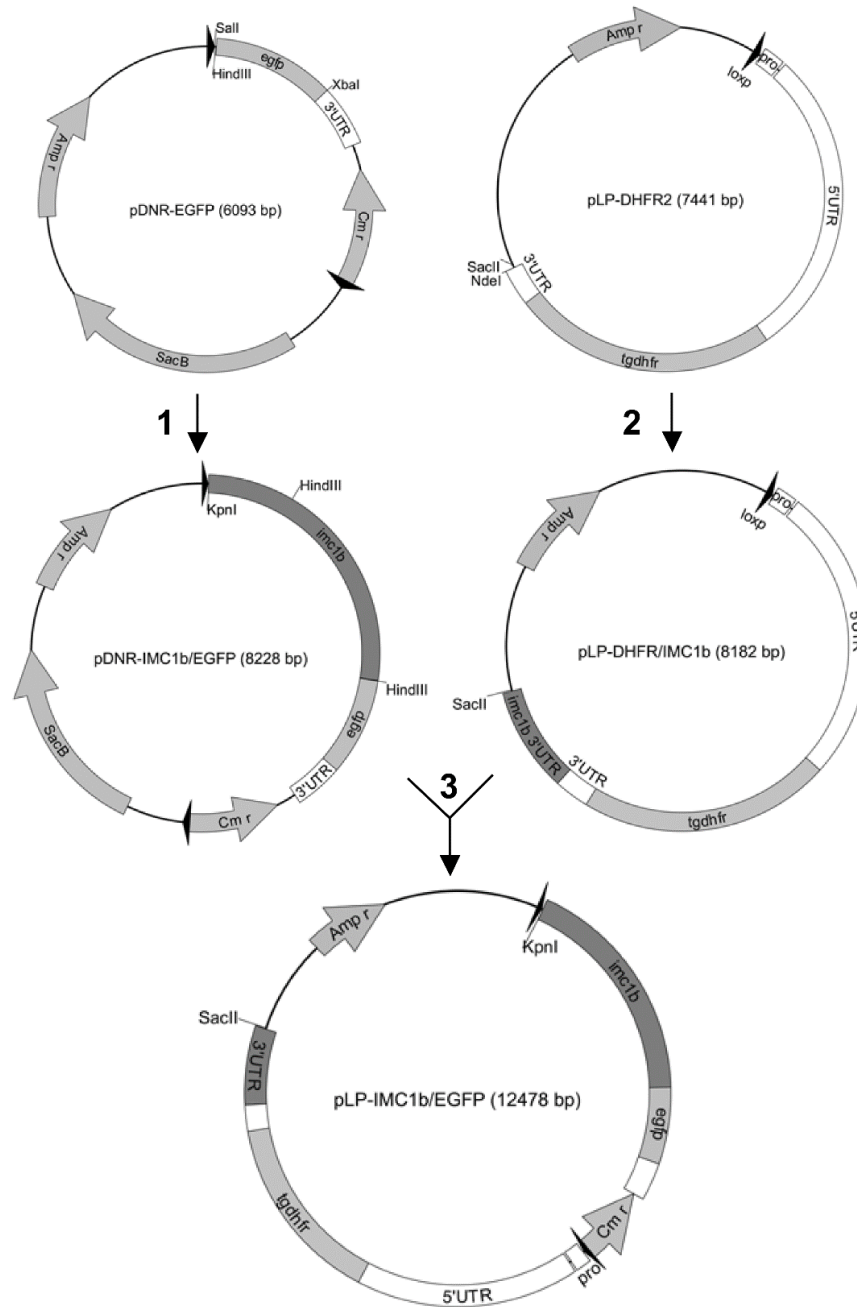 SalI
HindIII
egfp
XbaI
3'UTR
Amp r
Cm r
SacB
pDNR-EGFP (6093 bp)
Amp r
loxp
pro
5'UTR
pLP-DHFR2 (7441 bp)
SacII
NdeI
3'UTR
tgdhfr
1
2
KpnI
HindIII
imc1b
Amp r
pDNR-IMC1b/EGFP (8228 bp)
HindIII
egfp
SacB
3'UTR
Cm r
Amp r
loxp
pro
5'UTR
pLP-DHFR/IMC1b (8182 bp)
SacII
imc1b 3'UTR
3'UTR
tgdhfr
3
Amp r
KpnI
imc1b
SacII
3'UTR
pLP-IMC1b/EGFP (12478 bp)
egfp
tgdhfr
Cm r
pro
5'UTR